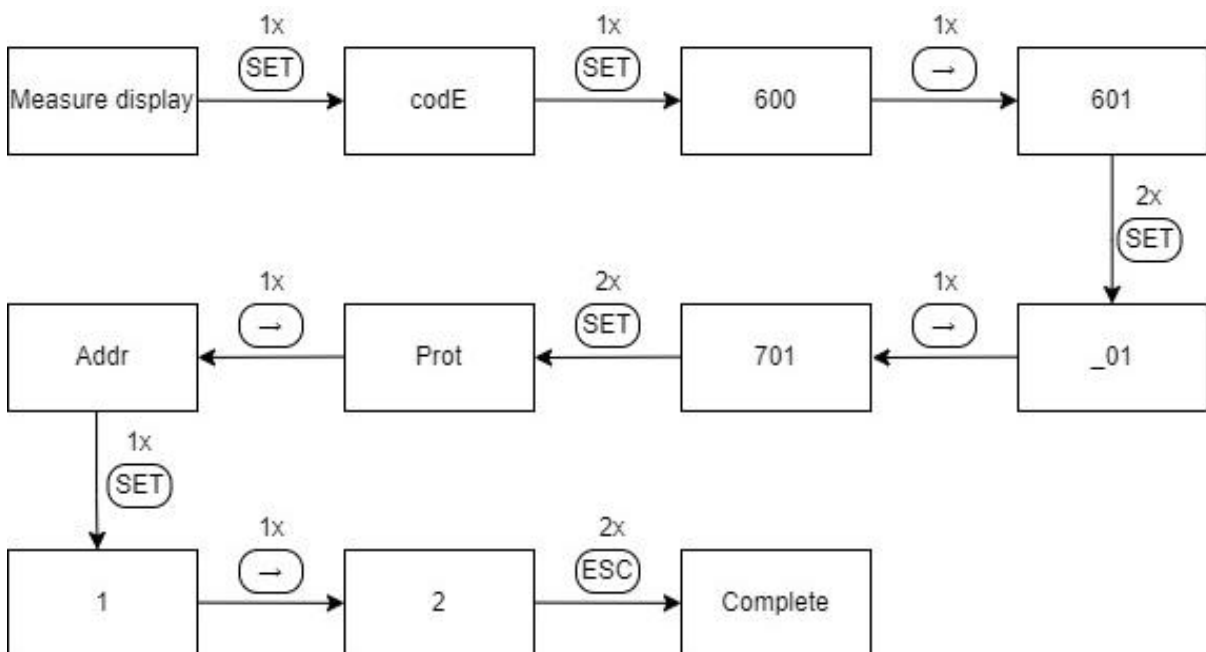 1x
SET
1x
SET
1x
→
Measure display
codE
600
601
2x
SET
1x
→
2x
SET
1x
→
Addr
Prot
701
_01
1x
SET
1x
→
2x
ESC
1
2
Complete